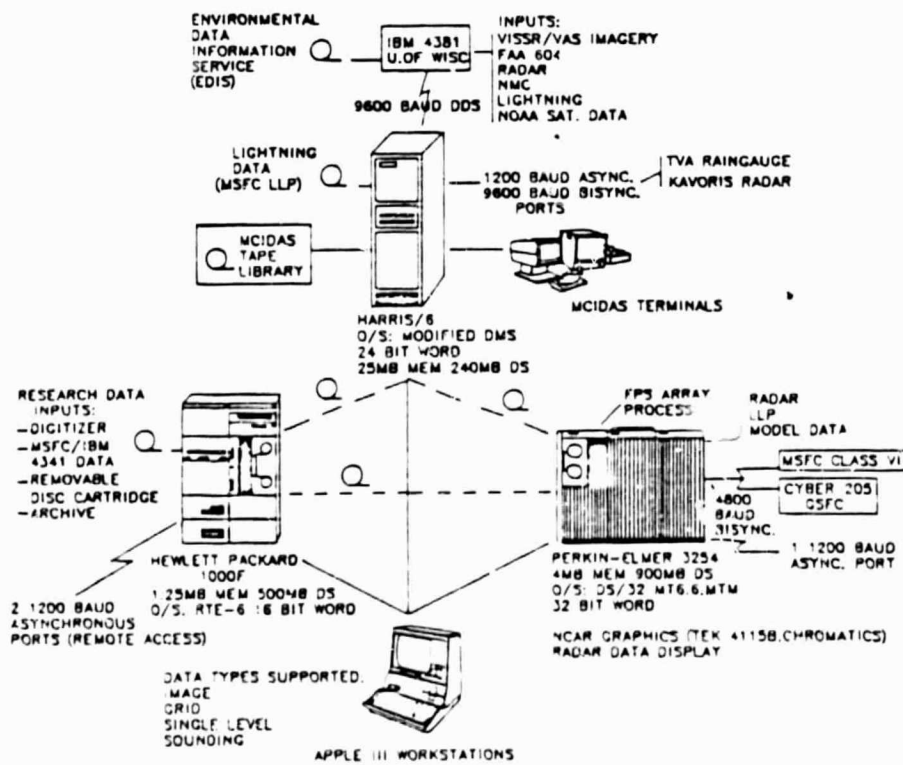 ENVIRONMENTAL
DATA
INFORMATION
SERVICE
(EDIS)
IBM 4381
U.OF WISC
INPUTS:
VISSR/VAS IMAGERY
FAA 604
RADAR
NMC
LIGHTNING
NOAA SAT. DATA
9600 BAUD DDS
LIGHTNING
DATA
(MSFC LLP)
1200 BAUD ASYNC.
9600 BAUD BISYNC.
PORTS
TVA RAINGAUGE
KAVORIS RADAR
MCIDAS
TAPE
LIBRARY
MCIDAS TERMINALS
HARRIS/6
O/S: MODIFIED DMS
24 BIT WORD
25MB MEM 240MB DS
RESEARCH DATA
INPUTS:
-DIGITIZER
-MSFC/IBM
4341 DATA
-REMOVABLE
DISC CARTRIDGE
-ARCHIVE
FPS ARRAY
PROCESS
RADAR
LLP
MODEL DATA
MSFC CLASS VI
CYBER 205
GSFC
4800
BAUD
BISYNC.
1 1200 BAUD
ASYNC. PORT
HEWLETT PACKARD
1000F
1.25MB MEM 500MB DS
O/S. RTE-6 16 BIT WORD
PERKIN-ELMER 3254
4MB MEM 900MB DS
O/S: DS/32 MT6.6,MTM
32 BIT WORD
2 1200 BAUD
ASYNCHRONOUS
PORTS (REMOTE ACCESS)
NCAR GRAPHICS (TEK 4115B,CHROMATICS)
RADAR DATA DISPLAY
DATA TYPES SUPPORTED.
IMAGE
GRID
SINGLE LEVEL
SOUNDING
APPLE III WORKSTATIONS